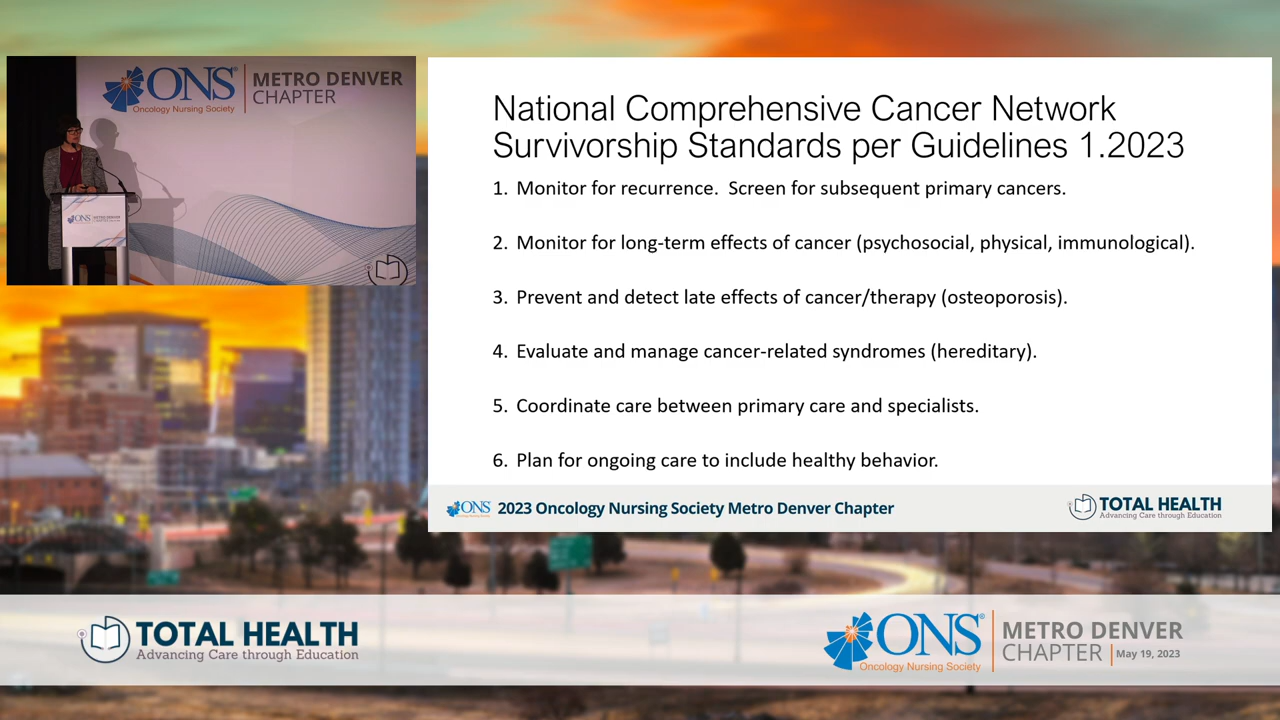 ONS
Oncology Nursing Society
METRO DENVER
CHAPTER
ONS
National Comprehensive Cancer Network
Survivorship Standards per Guidelines 1.2023
1. Monitor for recurrence. Screen for subsequent primary cancers.
2. Monitor for long-term effects of cancer (psychosocial, physical, immunological).
3. Prevent and detect late effects of cancer/therapy (osteoporosis).
4. Evaluate and manage cancer-related syndromes (hereditary).
5. Coordinate care between primary care and specialists.
6. Plan for ongoing care to include healthy behavior.
ONS 2023 Oncology Nursing Society Metro Denver Chapter
TOTAL HEALTH
Advancing Care through Education
TOTAL HEALTH
Advancing Care through Education
ONS®
Oncology Nursing Society
METRO DENVER
CHAPTER | May 19, 2023